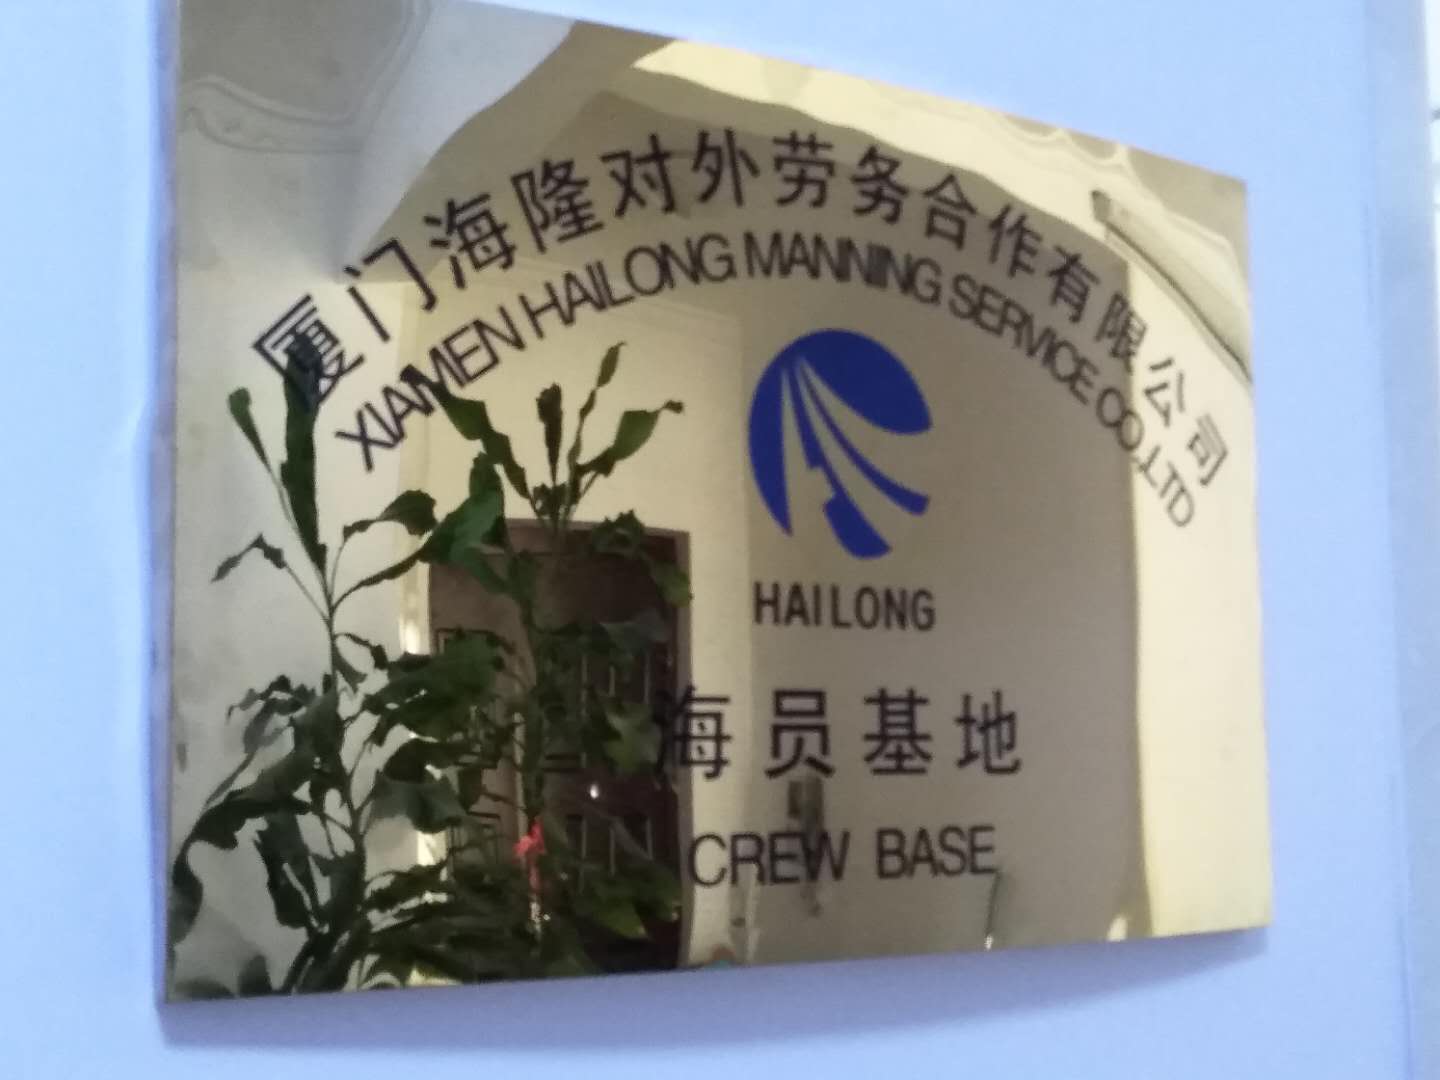 厦门海隆对外劳务合作有限公司
XIAMEN HAILONG MANNING SERVICE CO.,LTD
HAILONG
海员基地
CREW BASE